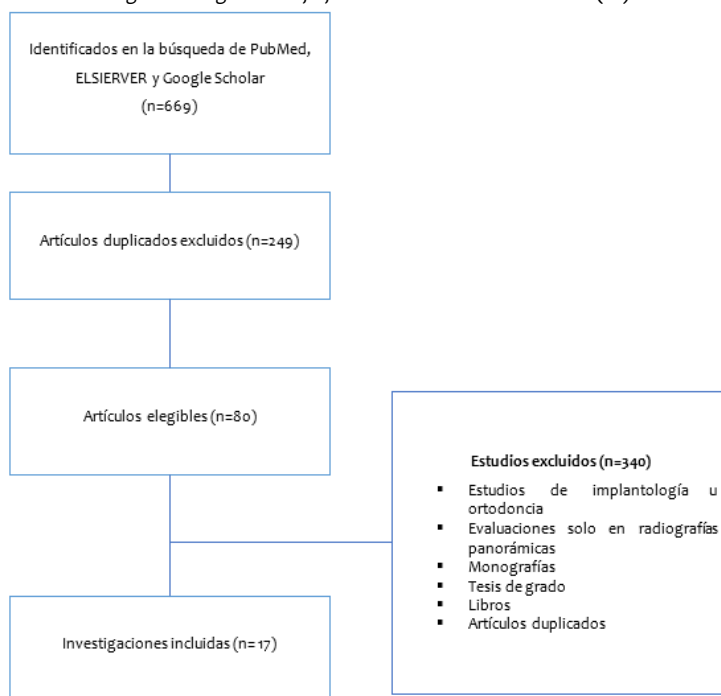 Identificados en la búsqueda de PubMed,
ELSIERVER y Google Scholar
(n=669)
Artículos duplicados excluidos (n=249)
Artículos elegibles (n=80)
Estudios excluidos (n=340)
▪ Estudios de implantología u
ortodoncia
▪ Evaluaciones solo en radiografías
panorámicas
▪ Monografías
▪ Tesis de grado
▪ Libros
▪ Artículos duplicados
Investigaciones incluidas (n= 17)